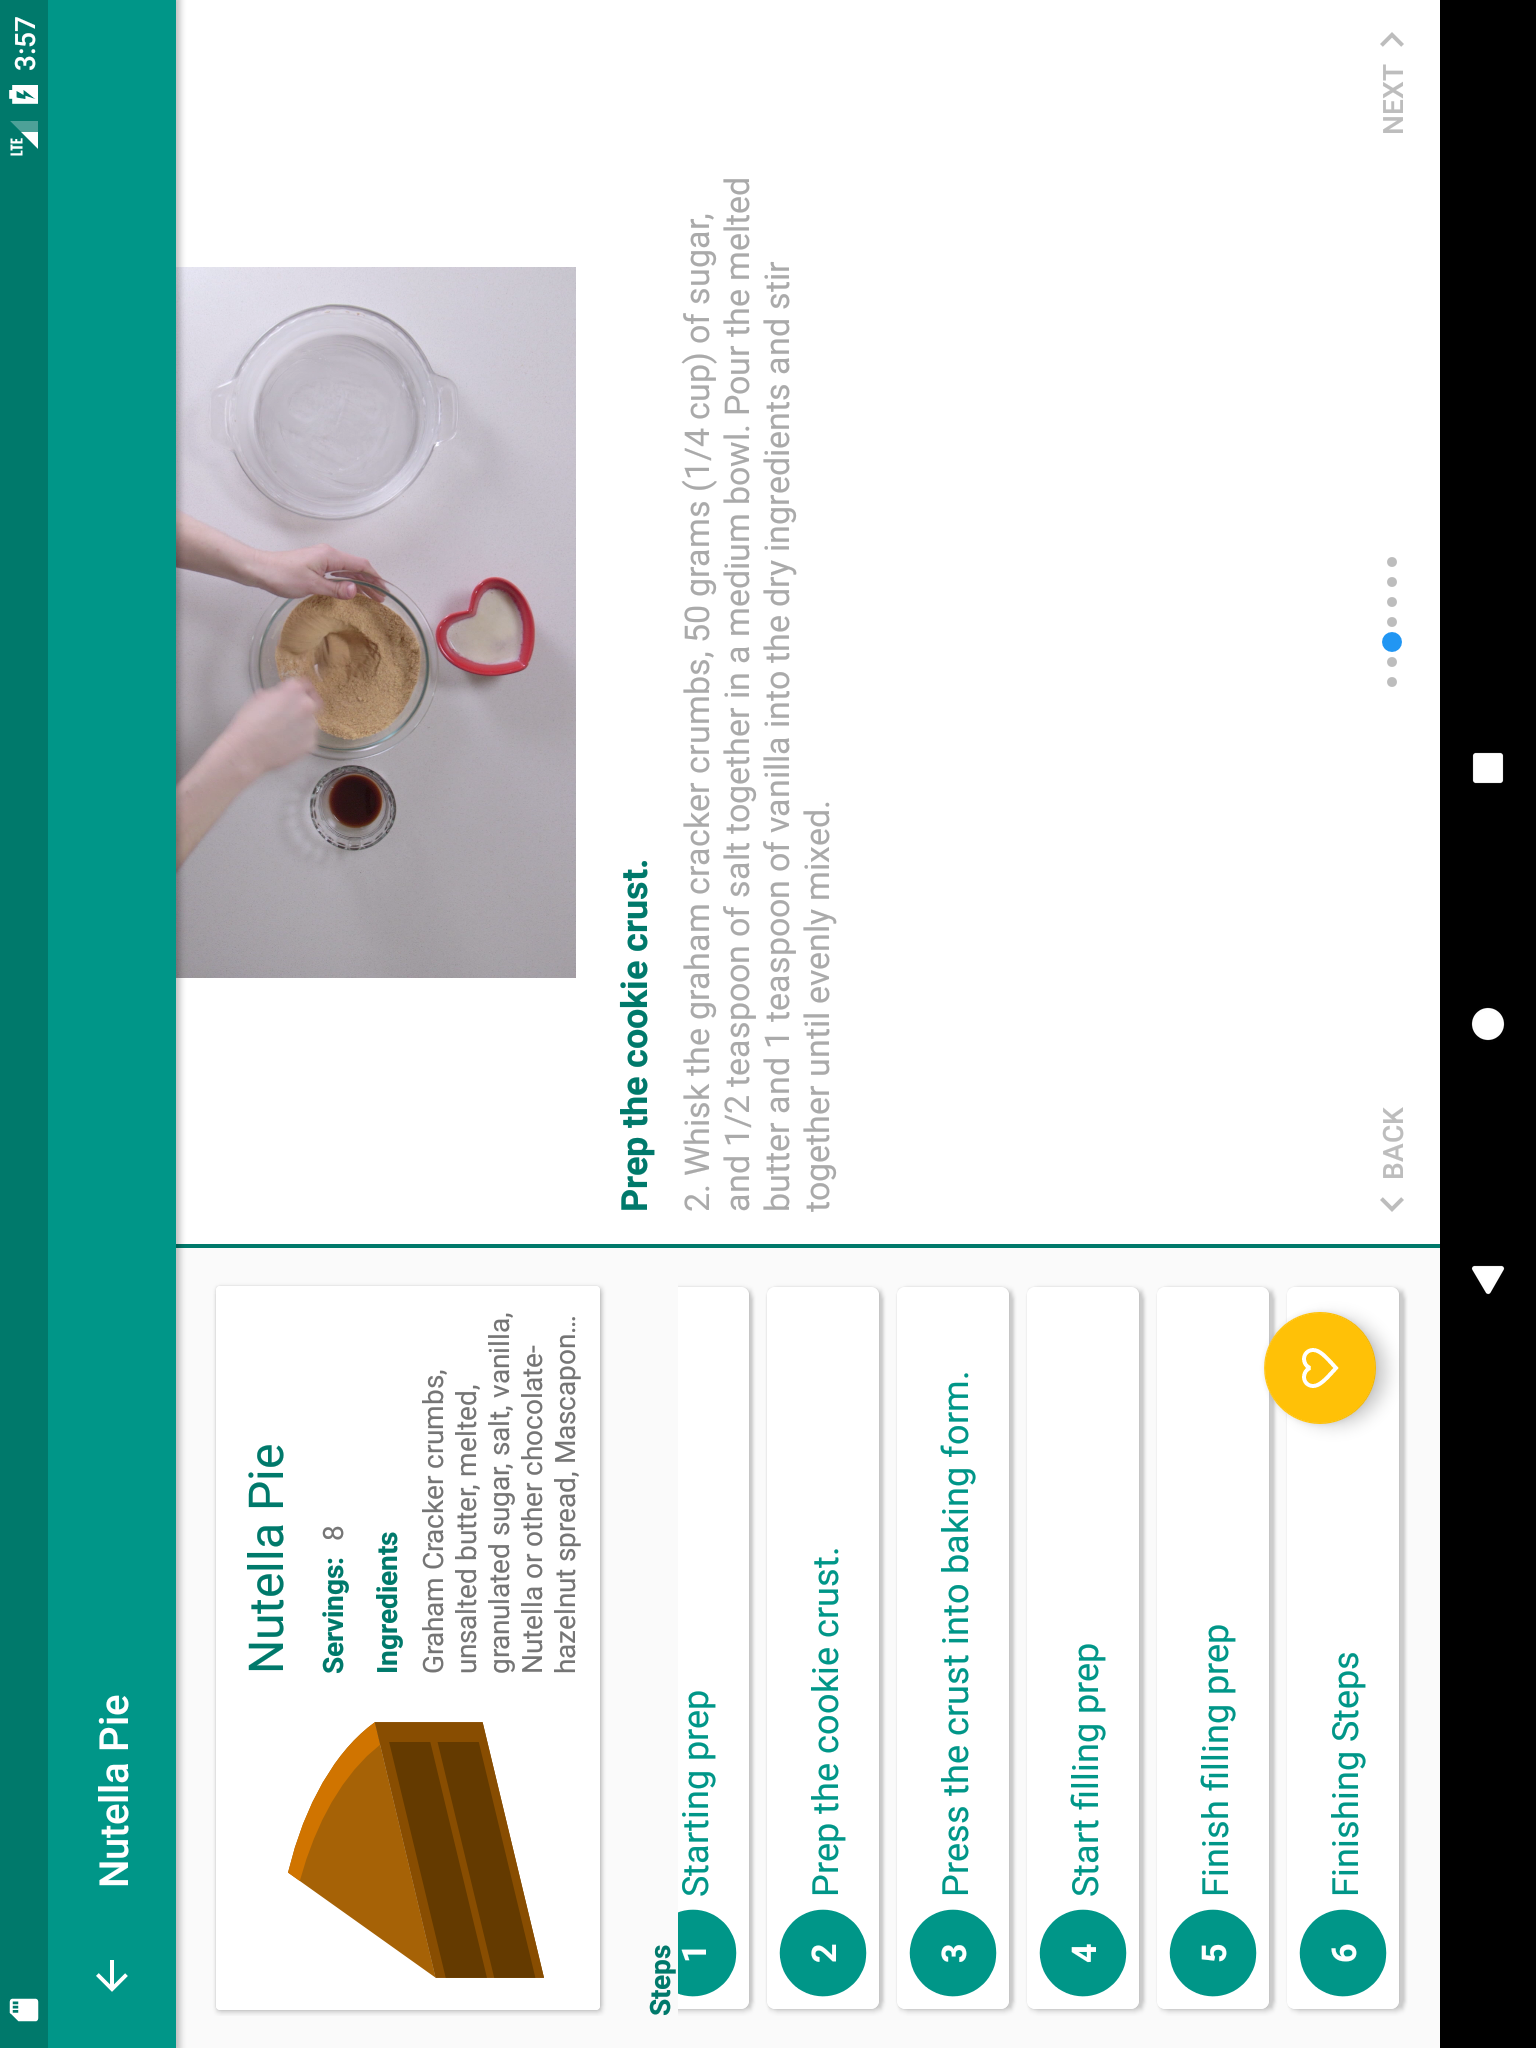 LTE 3:57
Nutella Pie
Nutella Pie
Servings: 8
Ingredients
Graham Cracker crumbs,
unsalted butter, melted,
granulated sugar, salt, vanilla,
Nutella or other chocolate-
hazelnut spread, Mascapon...
Steps
1 Starting prep
2 Prep the cookie crust.
3 Press the crust into baking form.
4 Start filling prep
5 Finish filling prep
6 Finishing Steps
Prep the cookie crust.
2. Whisk the graham cracker crumbs, 50 grams (1/4 cup) of sugar,
and 1/2 teaspoon of salt together in a medium bowl. Pour the melted
butter and 1 teaspoon of vanilla into the dry ingredients and stir
together until evenly mixed.
BACK
NEXT